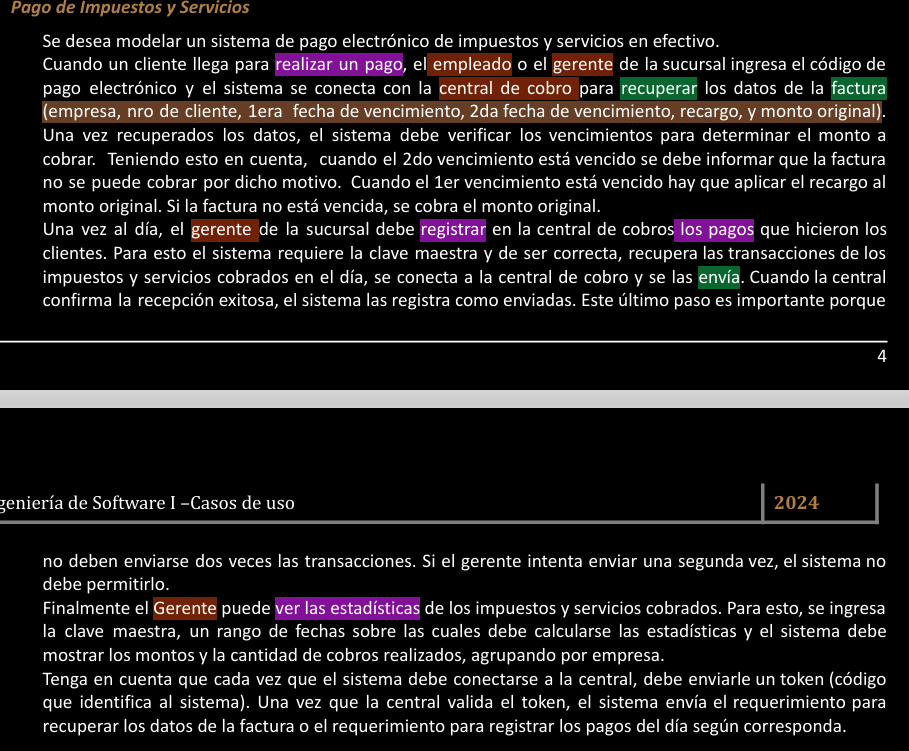 Pago de Impuestos y Servicios
Se desea modelar un sistema de pago electrónico de impuestos y servicios en efectivo.
Cuando un cliente llega para realizar un pago, el empleado o el gerente de la sucursal ingresa el código de
pago electrónico y el sistema se conecta con la central de cobro para recuperar los datos de la factura
(empresa, nro de cliente, 1era fecha de vencimiento, 2da fecha de vencimiento, recargo, y monto original).
Una vez recuperados los datos, el sistema debe verificar los vencimientos para determinar el monto a
cobrar. Teniendo esto en cuenta, cuando el 2do vencimiento está vencido se debe informar que la factura
no se puede cobrar por dicho motivo. Cuando el 1er vencimiento está vencido hay que aplicar el recargo al
monto original. Si la factura no está vencida, se cobra el monto original.
Una vez al día, el gerente de la sucursal debe registrar en la central de cobros los pagos que hicieron los
clientes. Para esto el sistema requiere la clave maestra y de ser correcta, recupera las transacciones de los
impuestos y servicios cobrados en el día, se conecta a la central de cobro y se las envía. Cuando la central
confirma la recepción exitosa, el sistema las registra como enviadas. Este último paso es importante porque
4
geniería de Software I –Casos de uso
2024
no deben enviarse dos veces las transacciones. Si el gerente intenta enviar una segunda vez, el sistema no
debe permitirlo.
Finalmente el Gerente puede ver las estadísticas de los impuestos y servicios cobrados. Para esto, se ingresa
la clave maestra, un rango de fechas sobre las cuales debe calcularse las estadísticas y el sistema debe
mostrar los montos y la cantidad de cobros realizados, agrupando por empresa.
Tenga en cuenta que cada vez que el sistema debe conectarse a la central, debe enviarle un token (código
que identifica al sistema). Una vez que la central valida el token, el sistema envía el requerimiento para
recuperar los datos de la factura o el requerimiento para registrar los pagos del día según corresponda.